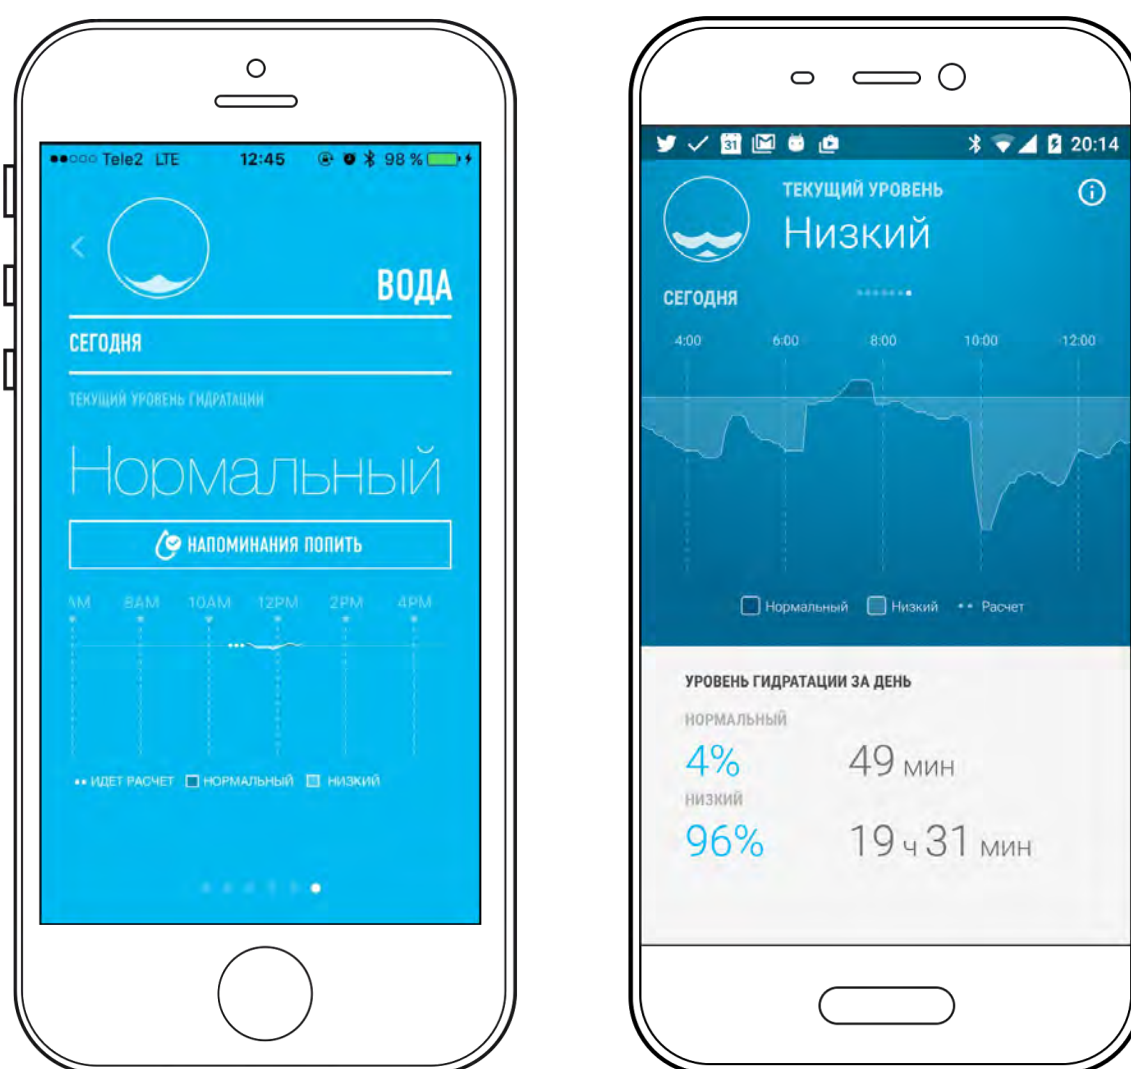 Tele2 LTE 12:45 98 %
ВОДА
СЕГОДНЯ
ТЕКУЩИЙ УРОВЕНЬ ГИДРАТАЦИИ
Нормальный
НАПОМИНАНИЯ ПОПИТЬ
AM 8AM 10AM 12PM 2PM 4PM
ИДЕТ РАСЧЕТ НОРМАЛЬНЫЙ НИЗКИЙ
31 20:14
ТЕКУЩИЙ УРОВЕНЬ
Низкий
СЕГОДНЯ
4:00 6:00 8:00 10:00 12:00
Нормальный Низкий Расчет
УРОВЕНЬ ГИДРАТАЦИИ ЗА ДЕНЬ
НОРМАЛЬНЫЙ
4% 49 мин
НИЗКИЙ
96% 19 ч 31 мин